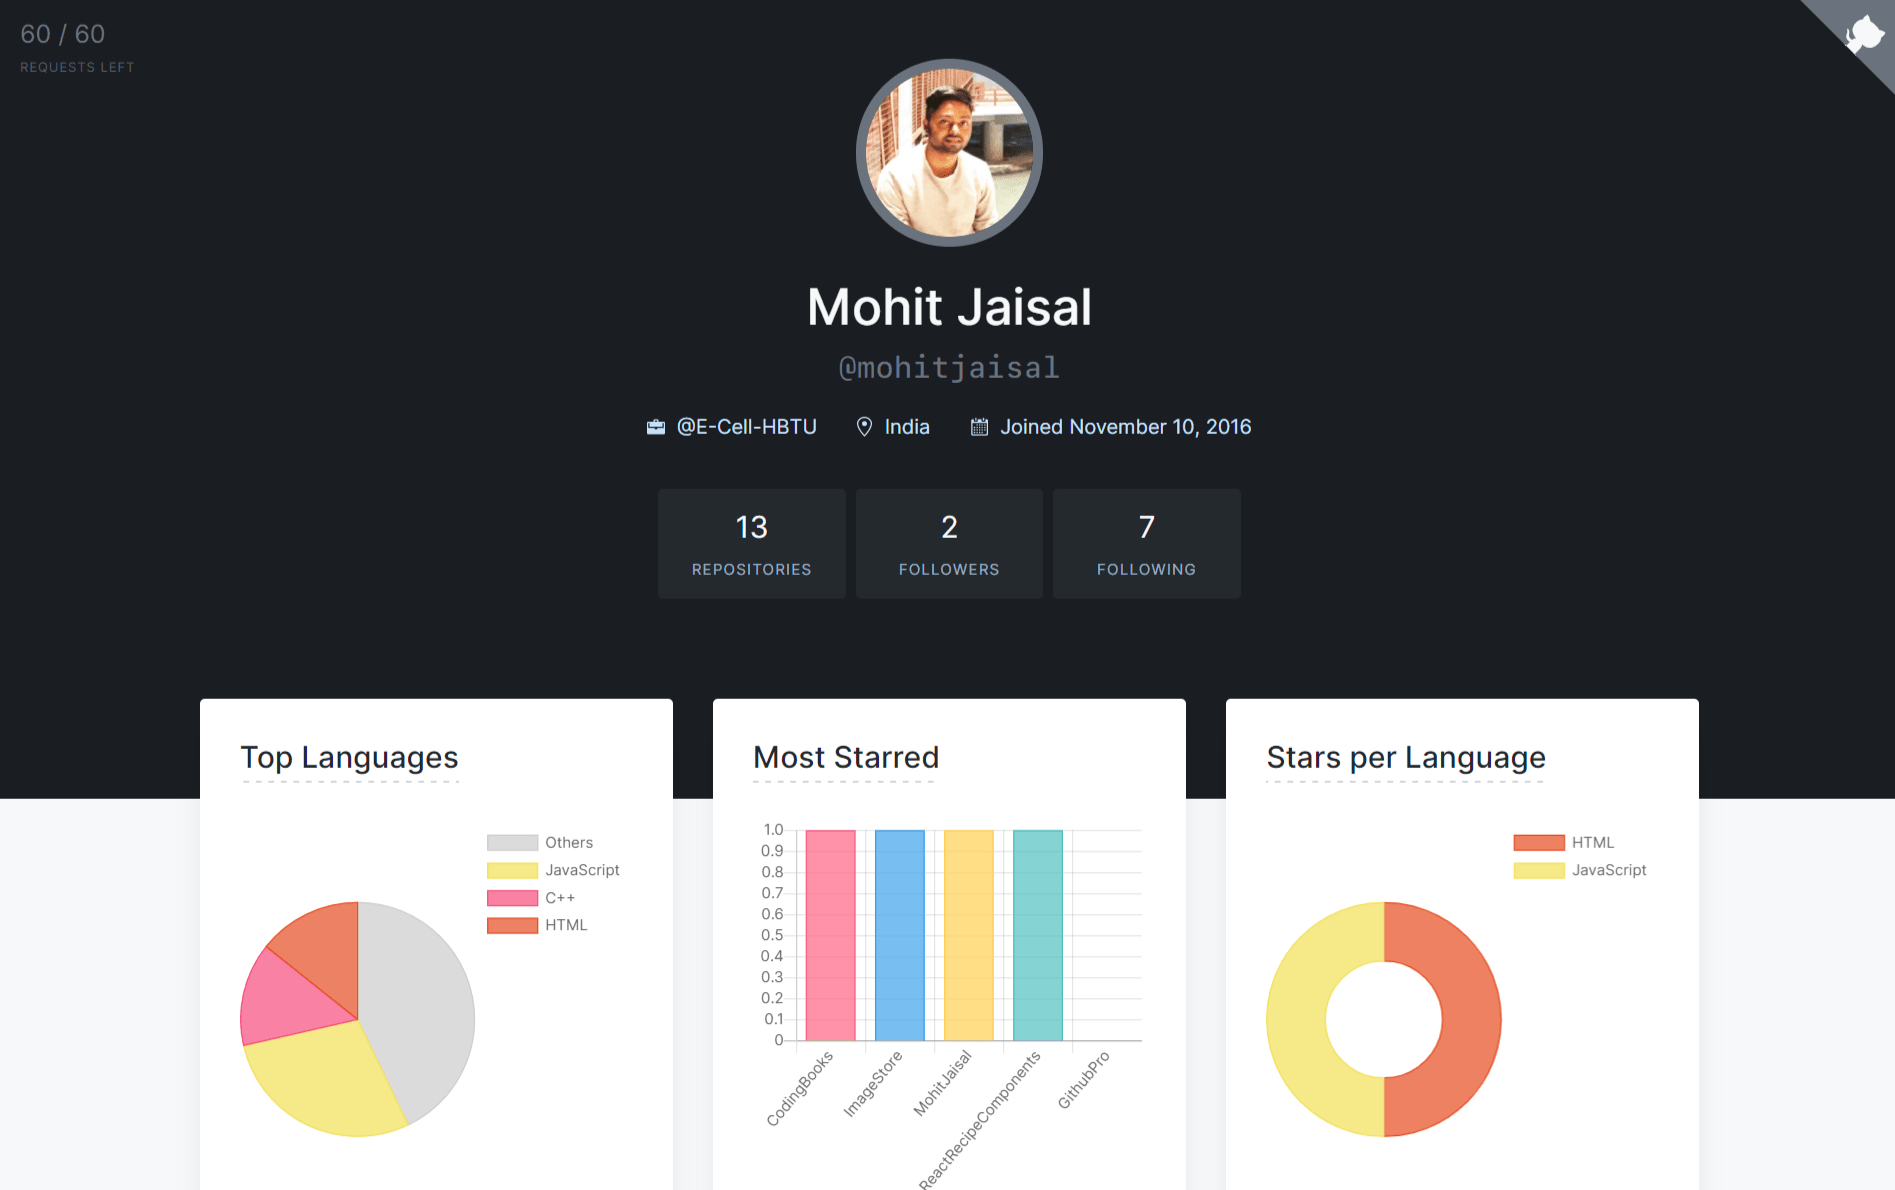 60 / 60
REQUESTS LEFT
Mohit Jaisal
@mohitjaisal
@E-Cell-HBTU India Joined November 10, 2016
13 2 7
REPOSITORIES FOLLOWERS FOLLOWING
Top Languages
Others
JavaScript
C++
HTML
Most Starred
1.0
0.9
0.8
0.7
0.6
0.5
0.4
0.3
0.2
0.1
0
CodingBooks
ImageStore
MohitJaisal
ReactRecipeComponents
GithubPro
Stars per Language
HTML
JavaScript